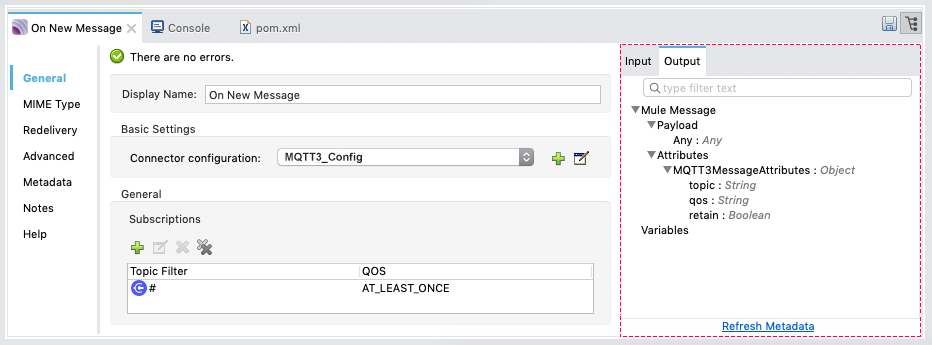 On New Message
Console
pom.xml
General
MIME Type
Redelivery
Advanced
Metadata
Notes
Help
There are no errors.
Display Name: On New Message
Basic Settings
Connector configuration: MQTT3_Config
General
Subscriptions
Topic Filter QOS
# AT_LEAST_ONCE
Input Output
type filter text
Mule Message
Payload
Any : Any
Attributes
MQTT3MessageAttributes : Object
topic : String
qos : String
retain : Boolean
Variables
Refresh Metadata